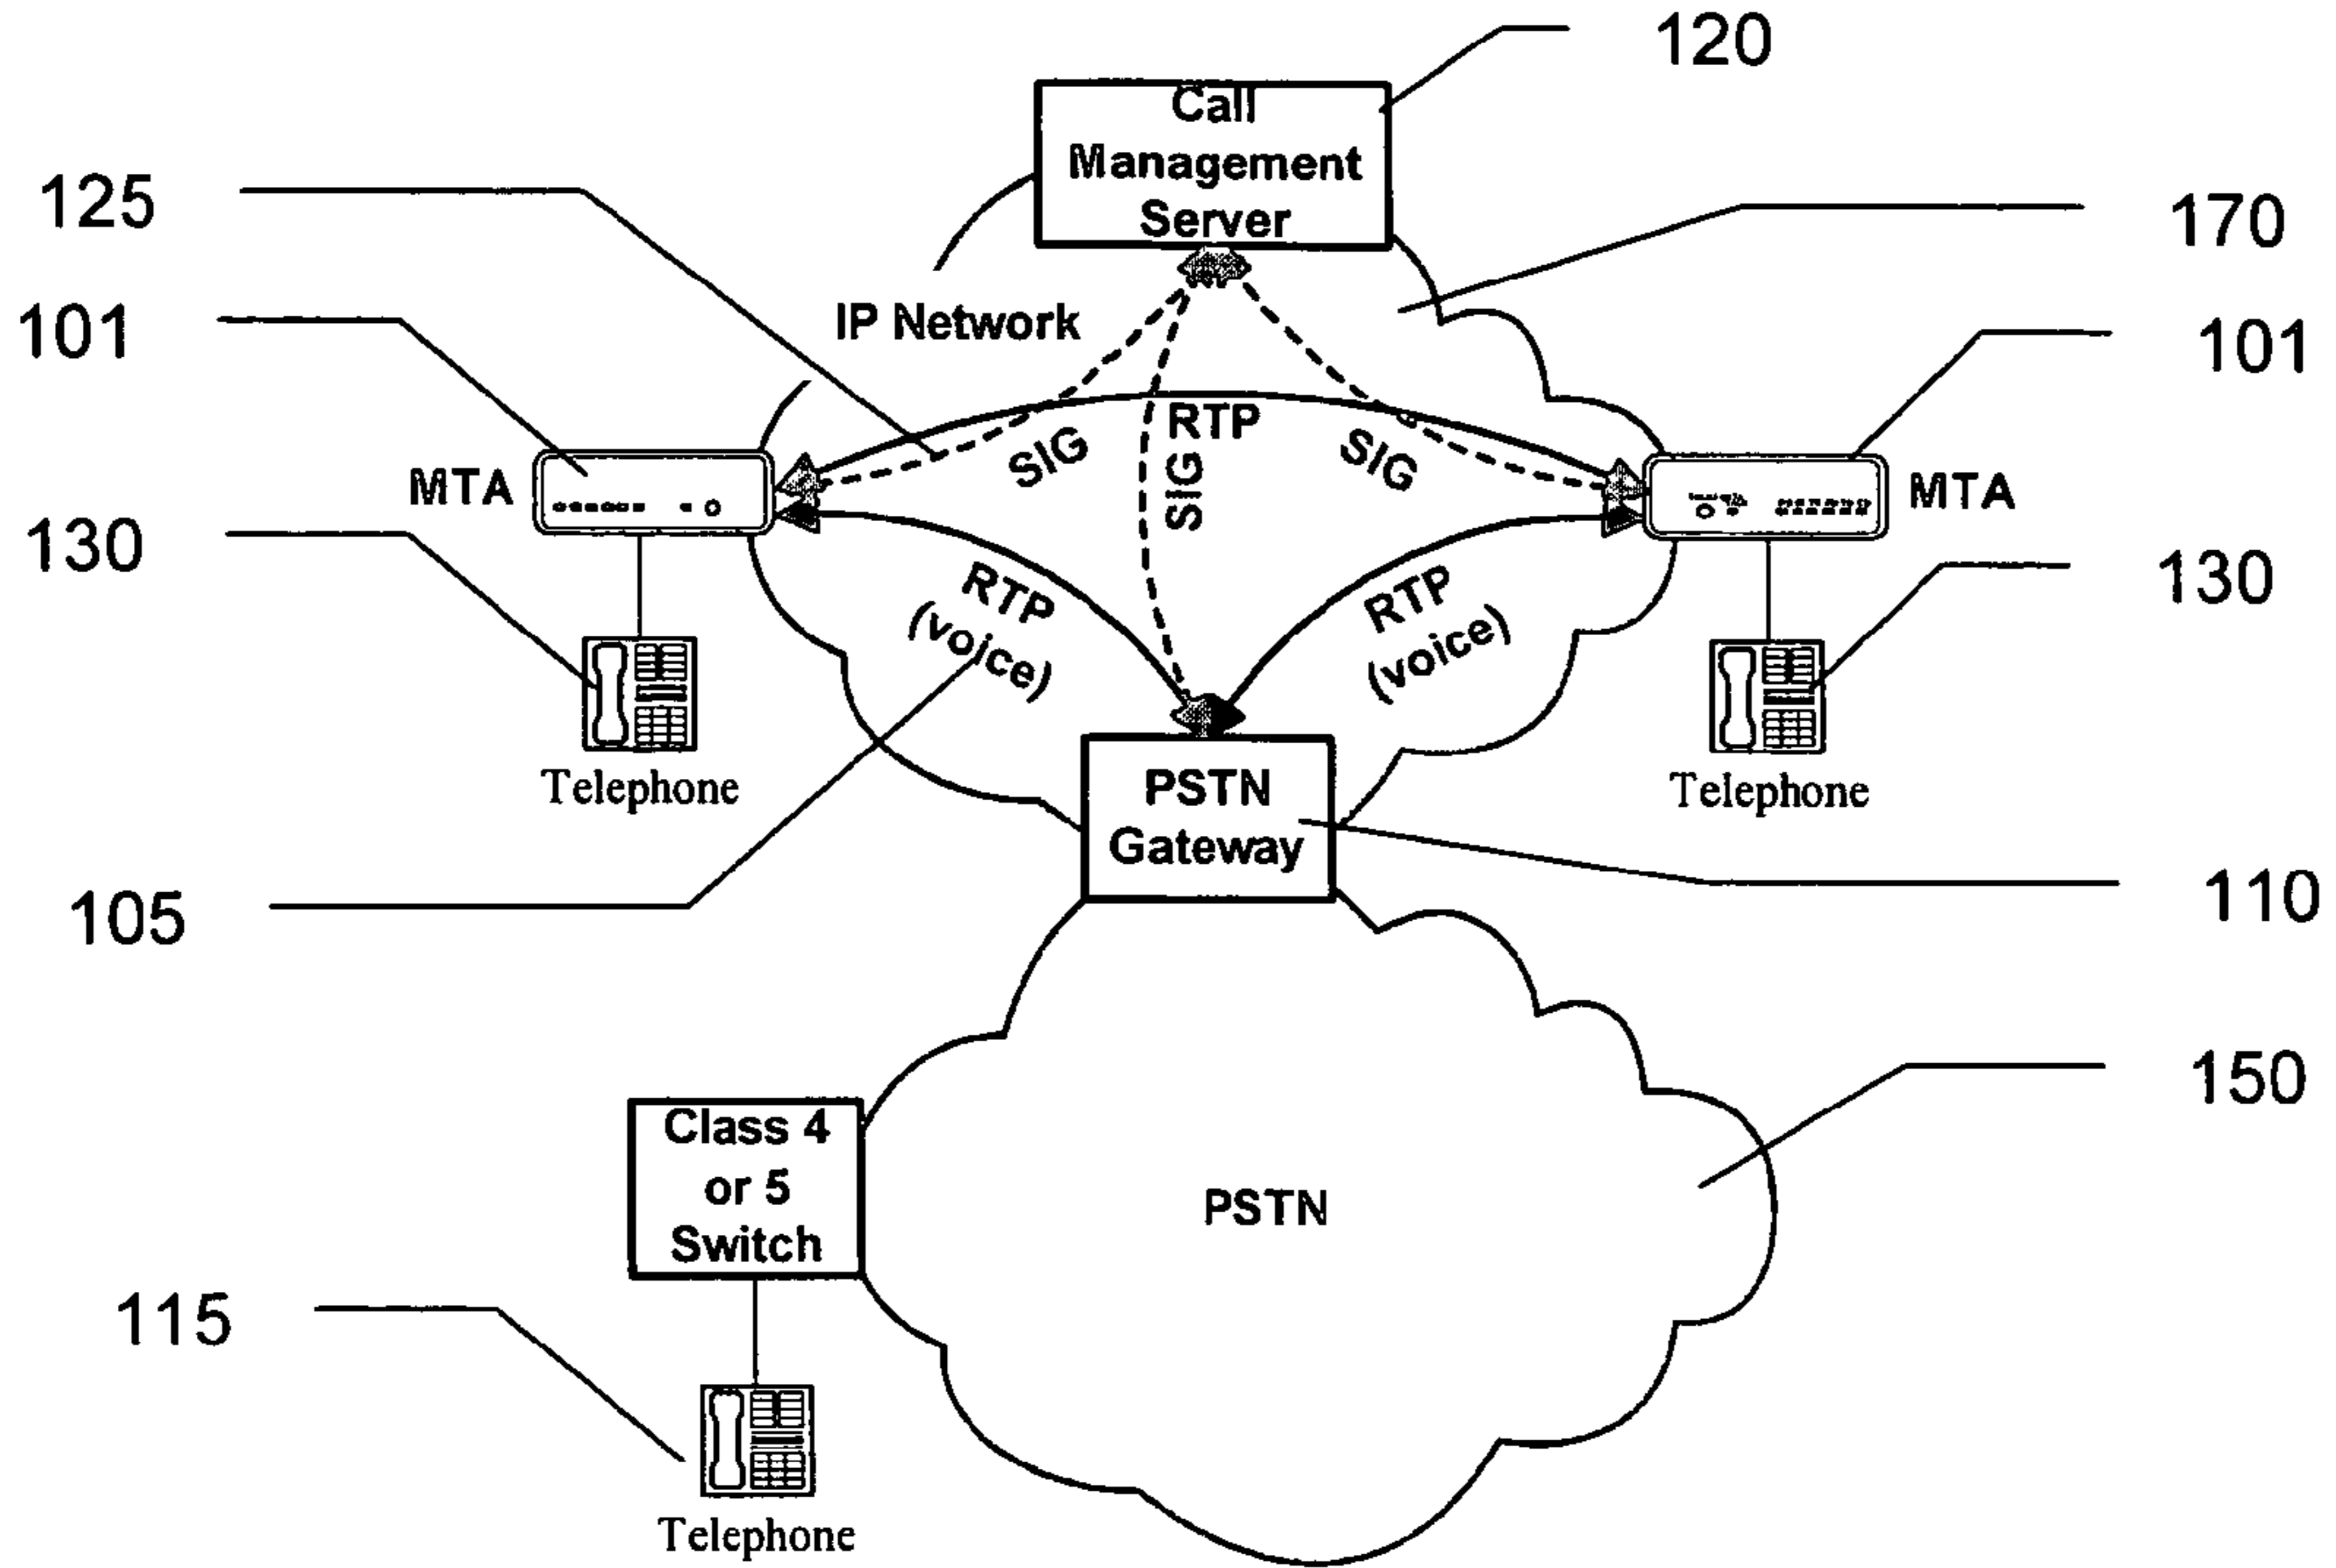 120
Call
Management
Server
125
170
IP Network
101
101
RTP
SIG
SIG
SIG
MTA
MTA
130
130
RTP
(voice)
RTP
(voice)
Telephone
Telephone
PSTN
Gateway
105
110
150
Class 4
or 5
Switch
PSTN
115
Telephone